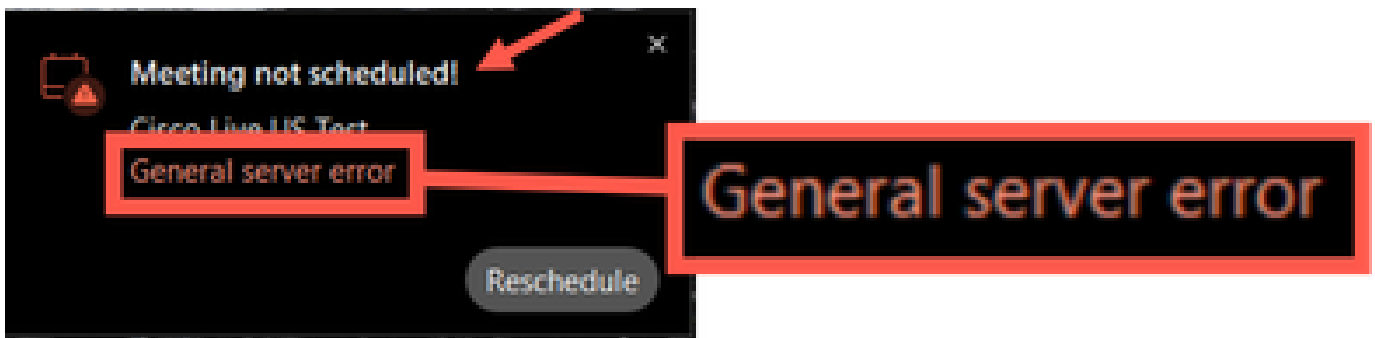 Meeting not scheduled!
Cisco Live US Test
General server error
General server error
Reschedule